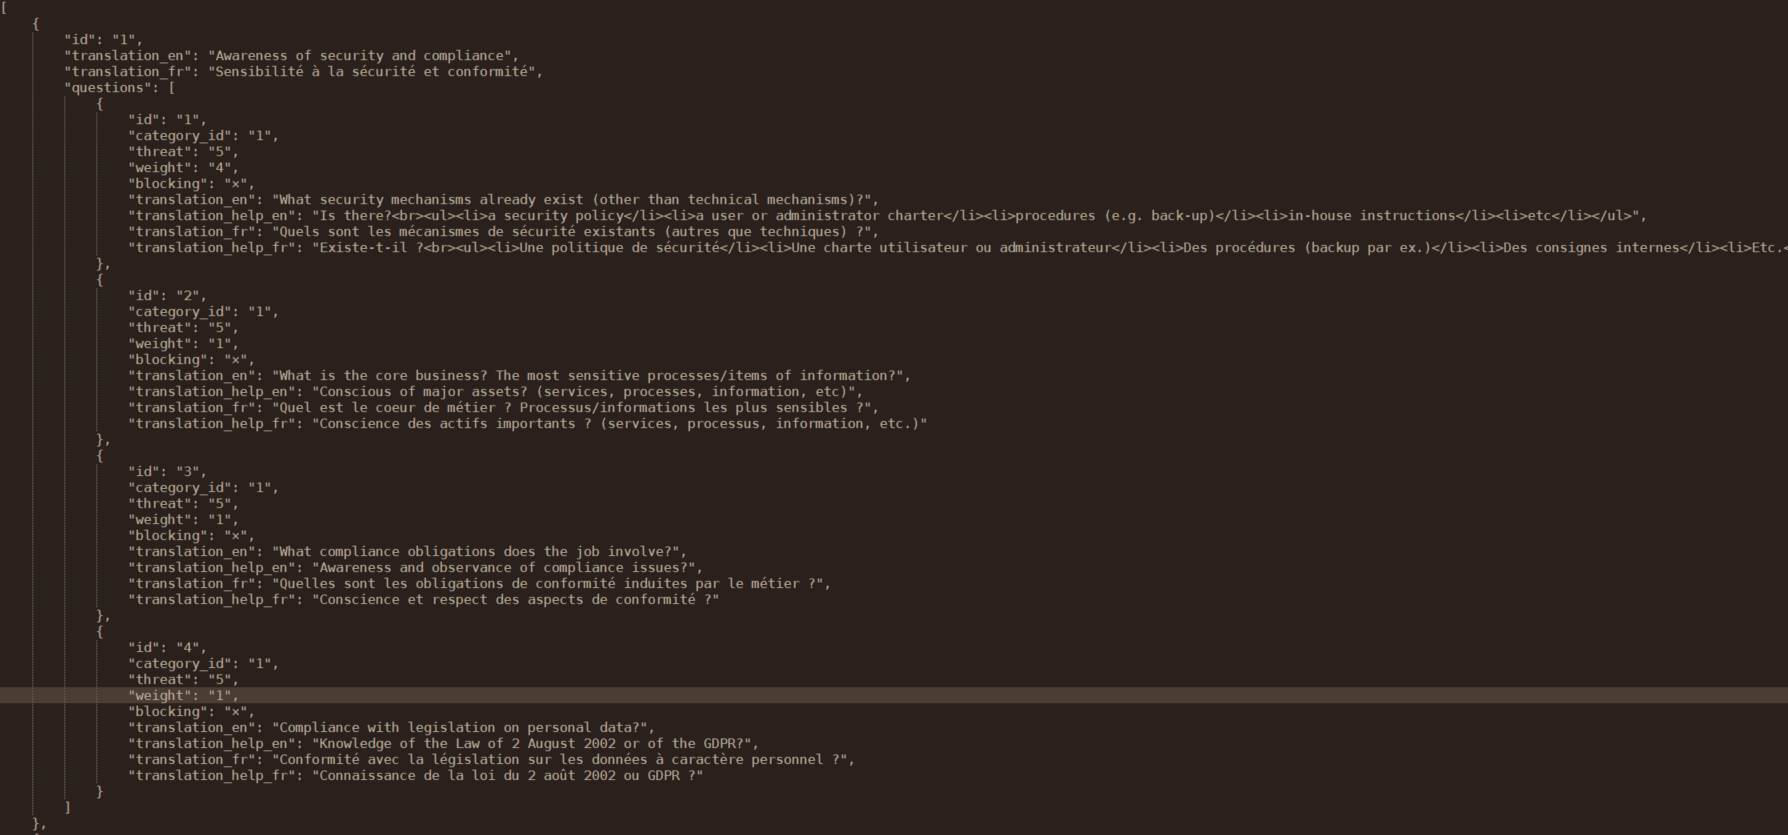 [
{
"id": "1",
"translation_en": "Awareness of security and compliance",
"translation_fr": "Sensibilité à la sécurité et conformité",
"questions": [
{
"id": "1",
"category_id": "1",
"threat": "5",
"weight": "4",
"blocking": "×",
"translation_en": "What security mechanisms already exist (other than technical mechanisms)?",
"translation_help_en": "Is there?<br><ul><li>a security policy</li><li>a user or administrator charter</li><li>procedures (e.g. back-up)</li><li>in-house instructions</li><li>etc</li></ul>",
"translation_fr": "Quels sont les mécanismes de sécurité existants (autres que techniques) ?",
"translation_help_fr": "Existe-t-il ?<br><ul><li>Une politique de sécurité</li><li>Une charte utilisateur ou administrateur</li><li>Des procédures (backup par ex.)</li><li>Des consignes internes</li><li>Etc.<
},
{
"id": "2",
"category_id": "1",
"threat": "5",
"weight": "1",
"blocking": "×",
"translation_en": "What is the core business? The most sensitive processes/items of information?",
"translation_help_en": "Conscious of major assets? (services, processes, information, etc)",
"translation_fr": "Quel est le coeur de métier ? Processus/informations les plus sensibles ?",
"translation_help_fr": "Conscience des actifs importants ? (services, processus, information, etc.)"
},
{
"id": "3",
"category_id": "1",
"threat": "5",
"weight": "1",
"blocking": "×",
"translation_en": "What compliance obligations does the job involve?",
"translation_help_en": "Awareness and observance of compliance issues?",
"translation_fr": "Quelles sont les obligations de conformité induites par le métier ?",
"translation_help_fr": "Conscience et respect des aspects de conformité ?"
},
{
"id": "4",
"category_id": "1",
"threat": "5",
"weight": "1",
"blocking": "×",
"translation_en": "Compliance with legislation on personal data?",
"translation_help_en": "Knowledge of the Law of 2 August 2002 or of the GDPR?",
"translation_fr": "Conformité avec la législation sur les données à caractère personnel ?",
"translation_help_fr": "Connaissance de la loi du 2 août 2002 ou GDPR ?"
}
]
},